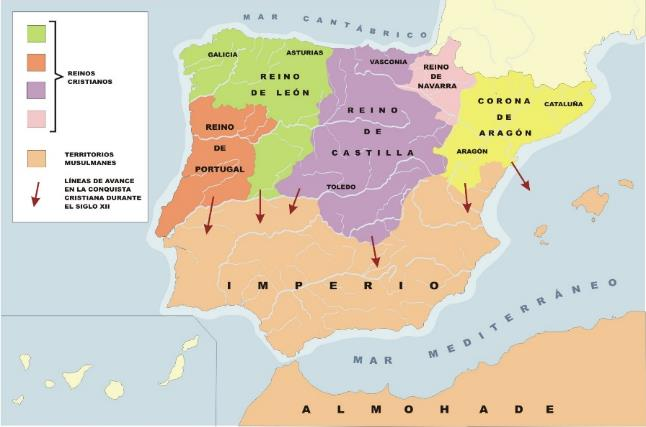 MAR CANTÁBRICO
REINOS
CRISTIANOS
TERRITORIOS
MUSULMANES
LÍNEAS DE AVANCE
EN LA CONQUISTA
CRISTIANA DURANTE
EL SIGLO XII
GALICIA
ASTURIAS
REINO
DE LEÓN
VASCONIA
REINO
DE
NAVARRA
CORONA
DE
ARAGÓN
CATALUÑA
ARAGÓN
REINO
DE
CASTILLA
TOLEDO
REINO
DE
PORTUGAL
IMPERIO
MAR MEDITERRÁNEO
ALMOHADE